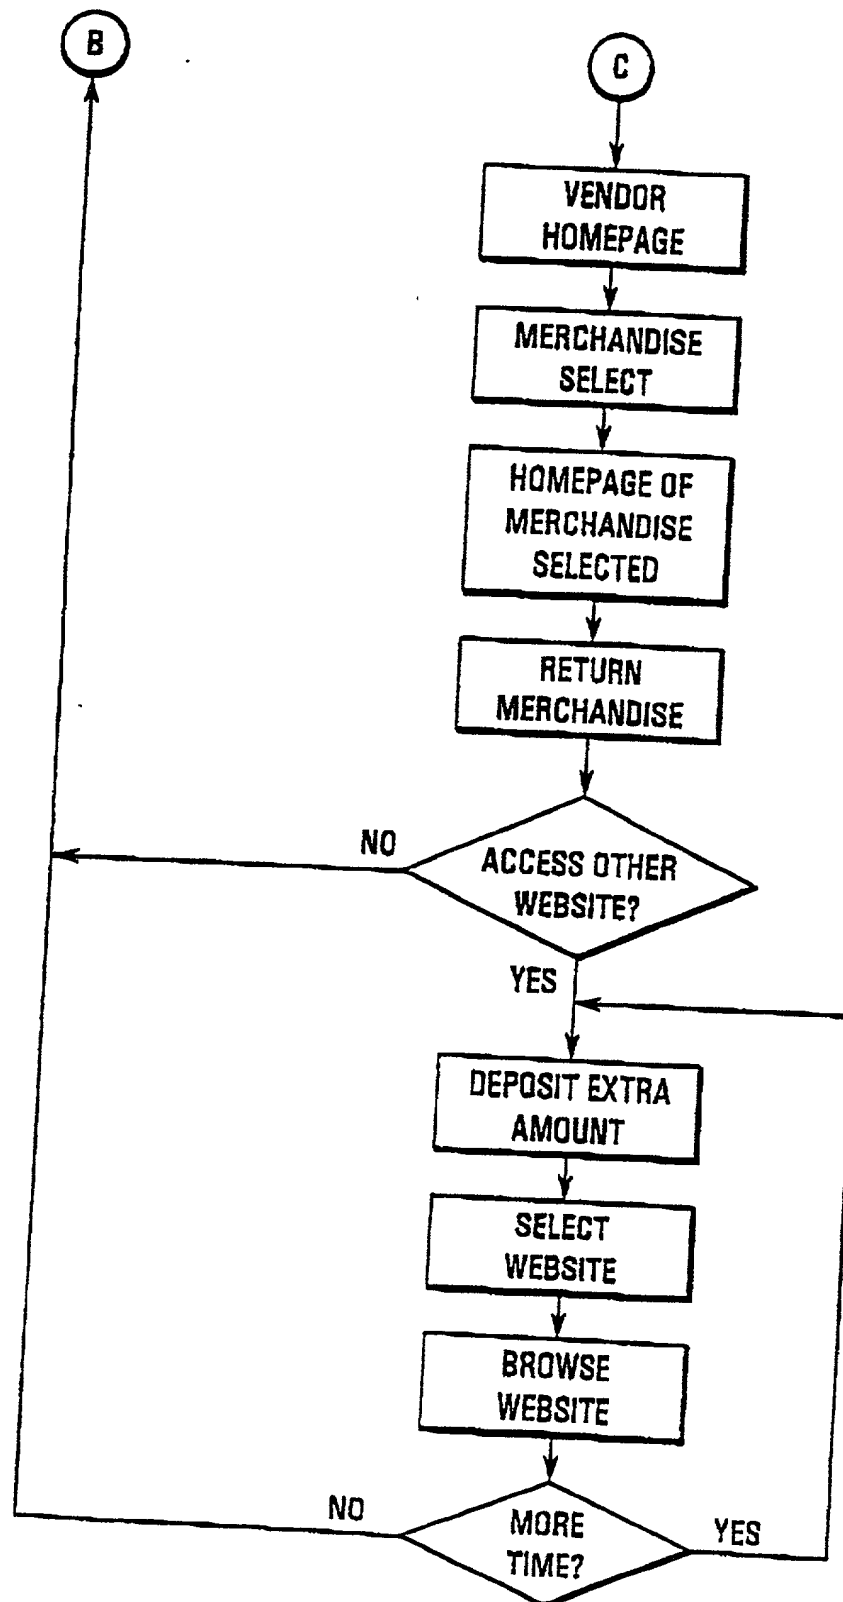 B
C
VENDOR
HOMEPAGE
MERCHANDISE
SELECT
HOMEPAGE OF
MERCHANDISE
SELECTED
RETURN
MERCHANDISE
NO
ACCESS OTHER
WEBSITE?
YES
DEPOSIT EXTRA
AMOUNT
SELECT
WEBSITE
BROWSE
WEBSITE
NO
MORE
TIME?
YES